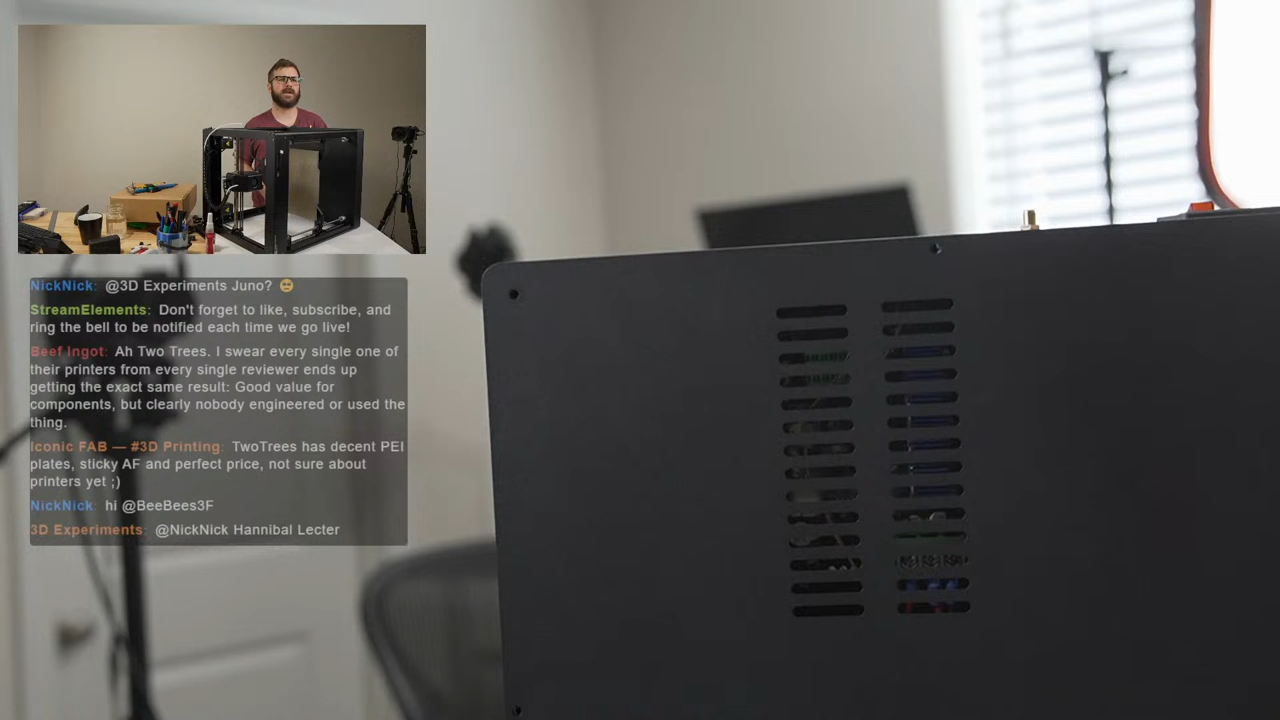 NickNick: @3D Experiments Juno?
StreamElements: Don't forget to like, subscribe, and
ring the bell to be notified each time we go live!
Beef Ingot: Ah Two Trees. I swear every single one of
their printers from every single reviewer ends up
getting the exact same result: Good value for
components, but clearly nobody engineered or used the
thing.
Iconic FAB — #3D Printing: TwoTrees has decent PEI
plates, sticky AF and perfect price, not sure about
printers yet ;)
NickNick: hi @BeeBees3F
3D Experiments: @NickNick Hannibal Lecter